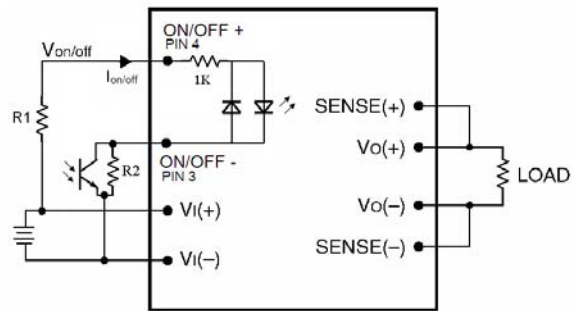 ON/OFF +
PIN 4
Von/off
Ion/off
1K
R1
SENSE(+)
VO(+)
ON/OFF -
PIN 3
R2
LOAD
VI(+)
VO(–)
VI(–)
SENSE(–)